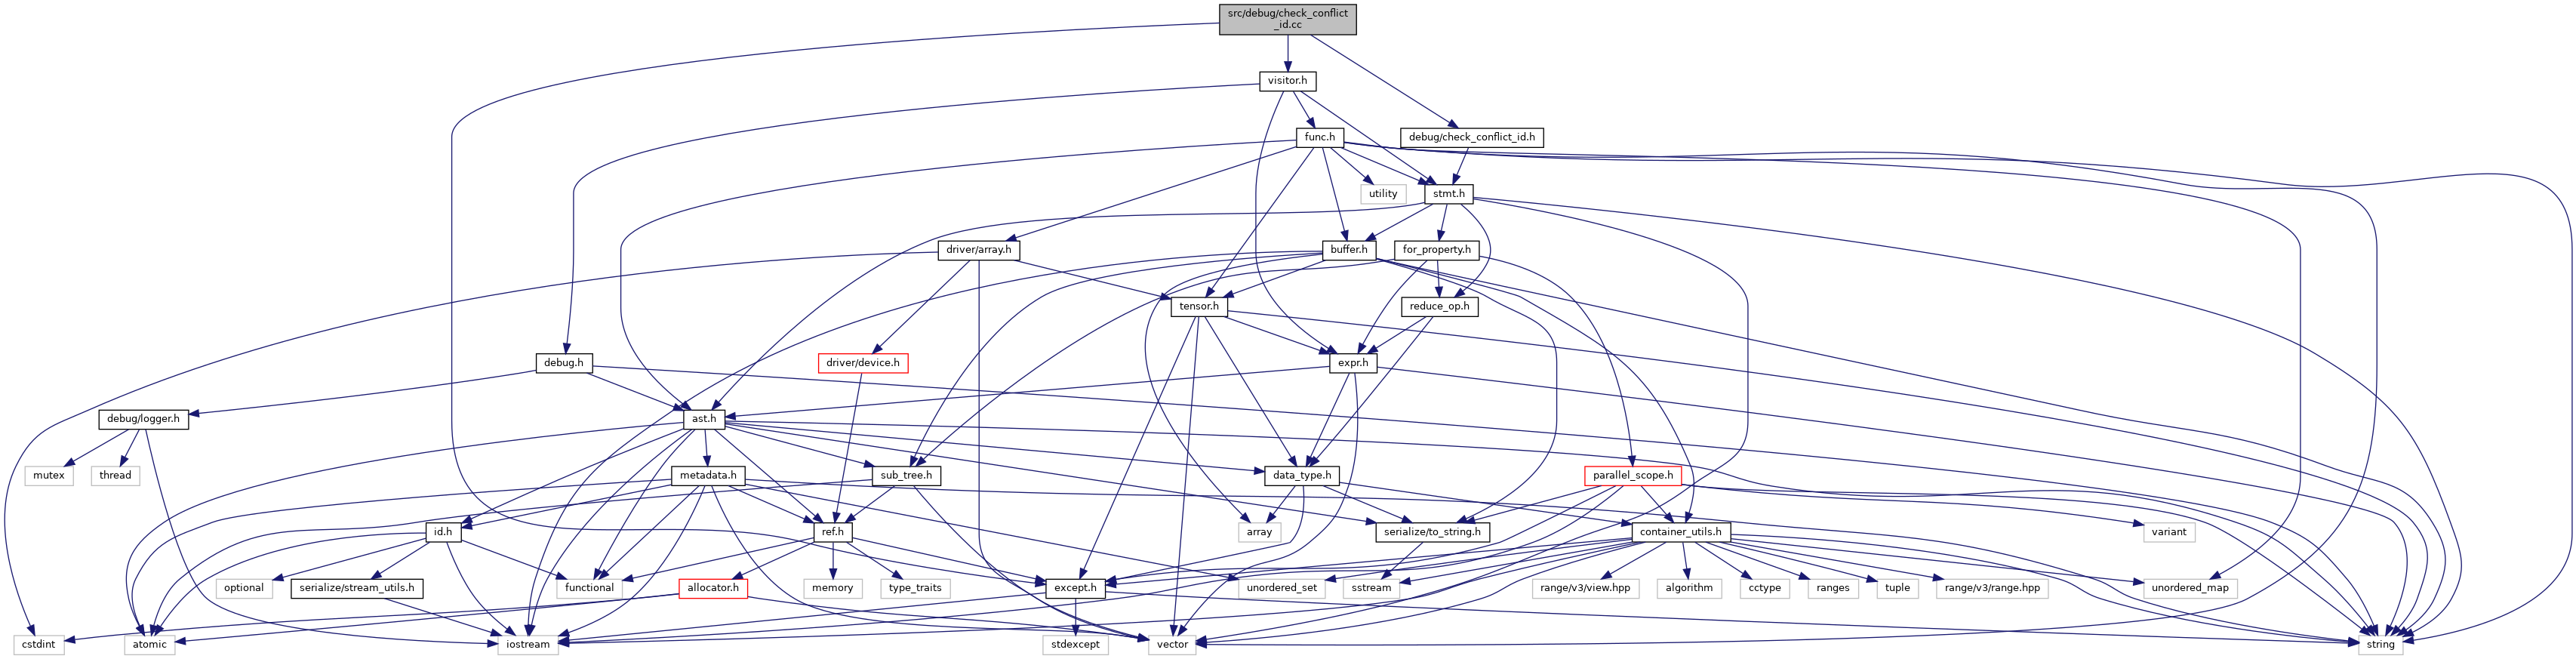 src/debug/check_conflict
_id.cc
visitor.h
func.h
debug/check_conflict_id.h
utility
stmt.h
driver/array.h
buffer.h
for_property.h
tensor.h
reduce_op.h
debug.h
driver/device.h
expr.h
debug/logger.h
ast.h
mutex
thread
metadata.h
sub_tree.h
data_type.h
parallel_scope.h
id.h
ref.h
array
serialize/to_string.h
container_utils.h
variant
optional
serialize/stream_utils.h
functional
allocator.h
memory
type_traits
except.h
unordered_set
sstream
range/v3/view.hpp
algorithm
cctype
ranges
tuple
range/v3/range.hpp
unordered_map
cstdint
atomic
iostream
stdexcept
vector
string